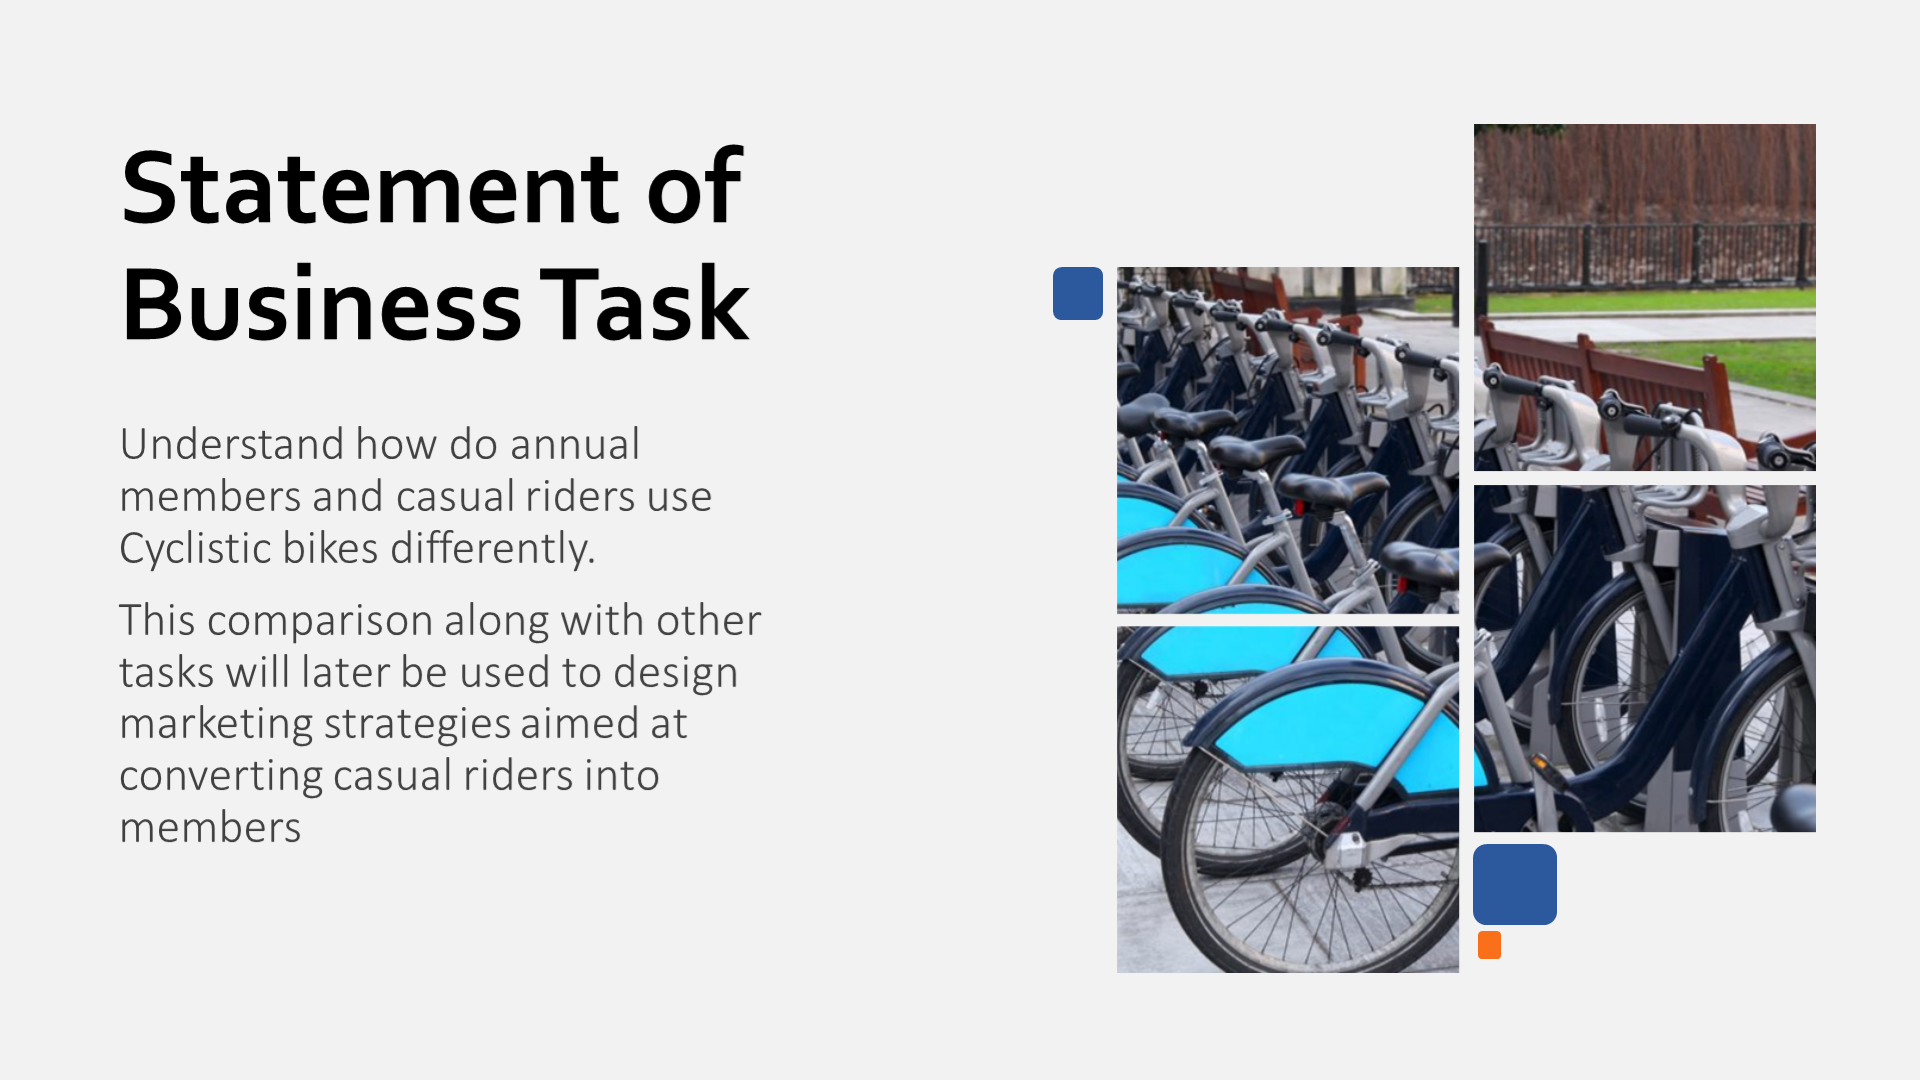 Statement of
Business Task
Understand how do annual
members and casual riders use
Cyclistic bikes differently.
This comparison along with other
tasks will later be used to design
marketing strategies aimed at
converting casual riders into
members